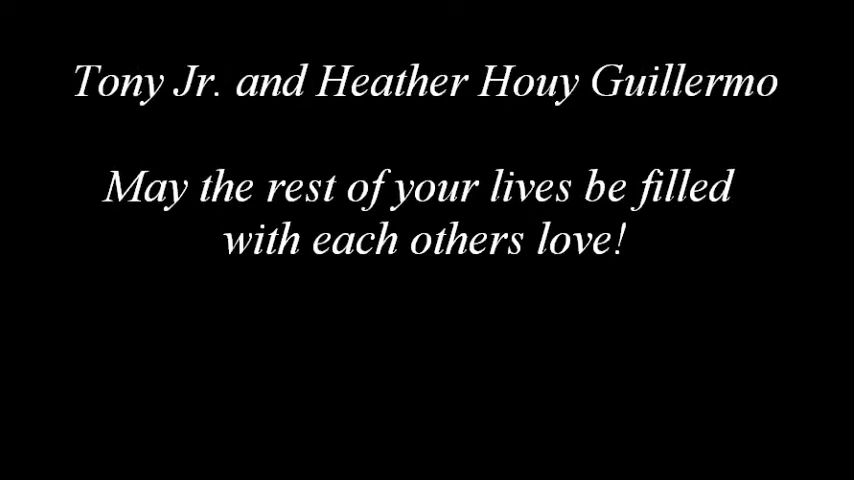 Tony Jr. and Heather Houy Guillermo
May the rest of your lives be filled
with each others love!